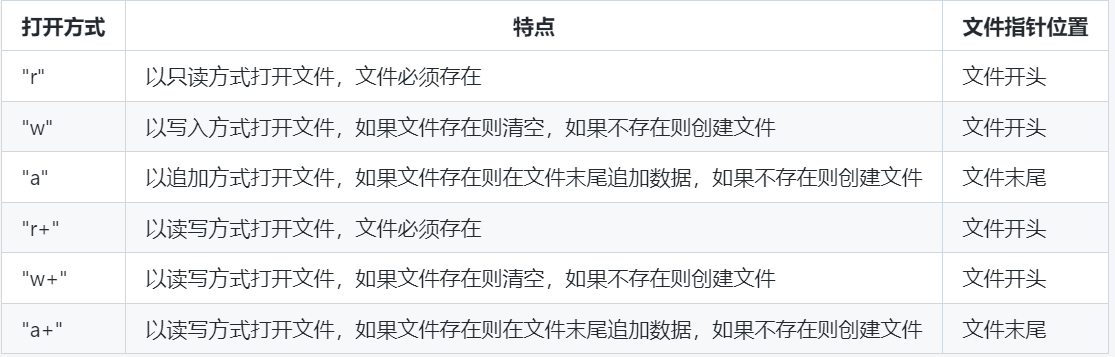 打开方式 特点 文件指针位置
"r" 以只读方式打开文件，文件必须存在 文件开头
"w" 以写入方式打开文件，如果文件存在则清空，如果不存在则创建文件 文件开头
"a" 以追加方式打开文件，如果文件存在则在文件末尾追加数据，如果不存在则创建文件 文件末尾
"r+" 以读写方式打开文件，文件必须存在 文件开头
"w+" 以读写方式打开文件，如果文件存在则清空，如果不存在则创建文件 文件开头
"a+" 以读写方式打开文件，如果文件存在则在文件末尾追加数据，如果不存在则创建文件 文件末尾